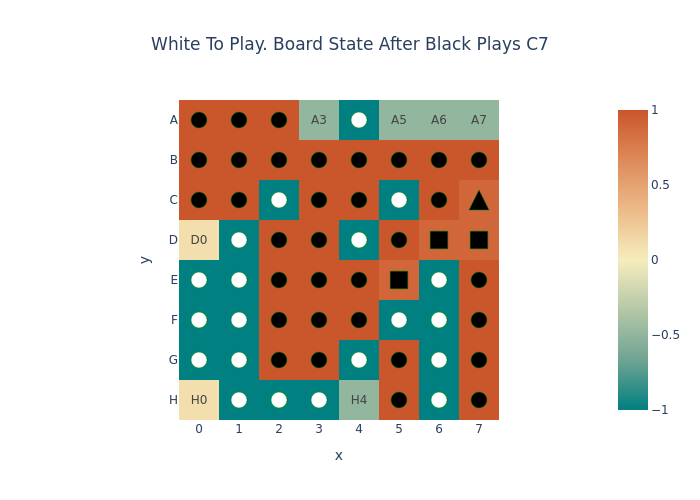 White To Play. Board State After Black Plays C7
A A3 A5 A6 A7
B
C
D D0
E
F
G
H H0 H4
0 1 2 3 4 5 6 7
x
y
1
0.5
0
−0.5
−1